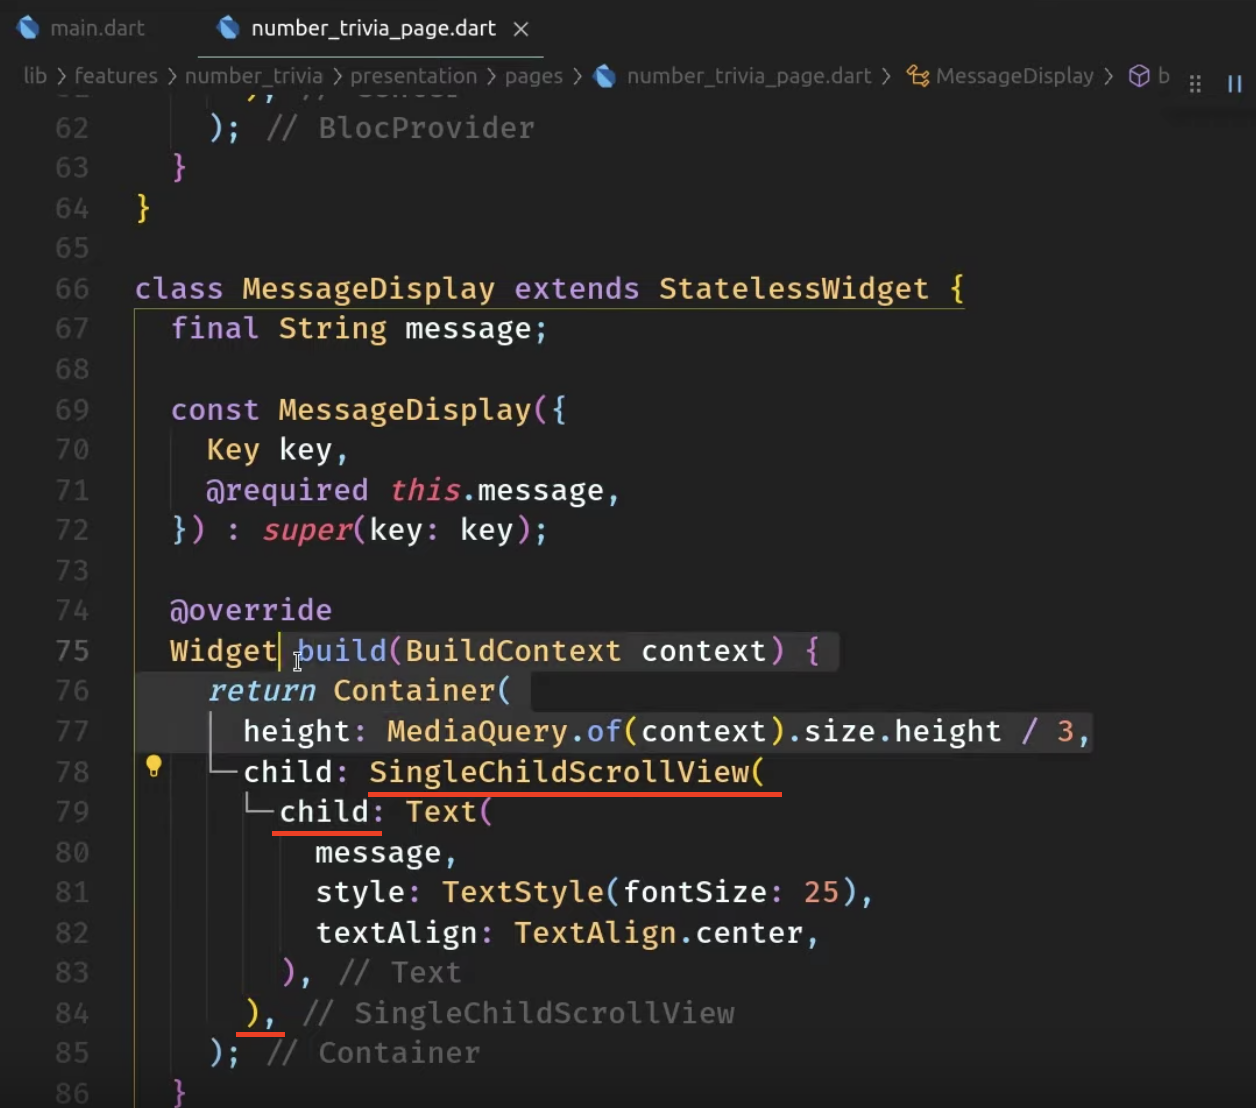 main.dart number_trivia_page.dart ×
lib > features > number_trivia > presentation > pages > number_trivia_page.dart > MessageDisplay > b
62 ); // BlocProvider
63 }
64 }
65
66 class MessageDisplay extends StatelessWidget {
67 final String message;
68
69 const MessageDisplay({
70 Key key,
71 @required this.message,
72 }) : super(key: key);
73
74 @override
75 Widget build(BuildContext context) {
76 return Container(
77 height: MediaQuery.of(context).size.height / 3,
78 child: SingleChildScrollView(
79 child: Text(
80 message,
81 style: TextStyle(fontSize: 25),
82 textAlign: TextAlign.center,
83 ), // Text
84 ), // SingleChildScrollView
85 ); // Container
86 }